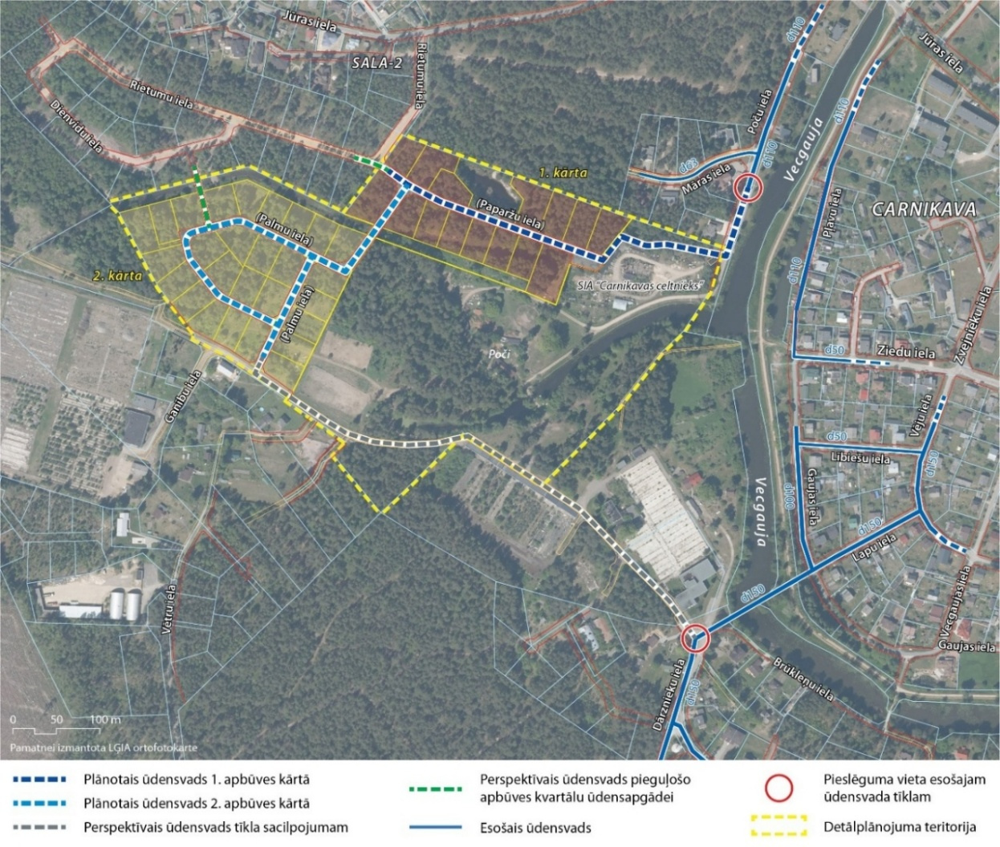 Jūras iela
SALA-2
Rietumu iela
Rietumu iela
Dienvidu iela
d110
Jūras iela
Poču iela
d110
Vecgauja
d110
d63
Māras iela
1. kārta
CARNIKAVA
Pļavu iela
(Paparžu iela)
(Palmu iela)
2. kārta
SIA "Carnikavas celtnieks"
d110
(Palmu iela)
Poči
d50
Ziedu iela
Zvejnieku iela
Ganību iela
Vēju iela
d50
Lībiešu iela
d150
Gaujas iela
d100
Vecgauja
d150
Lapu iela
d150
Vecgaujas iela
Gaujas iela
Vētru iela
Brūkleņu iela
Dārznieku iela
d150
0 50 100 m
Pamatnei izmantota LĢIA ortofotokarte
Plānotais ūdensvads 1. apbūves kārtā
Plānotais ūdensvads 2. apbūves kārtā
Perspektīvais ūdensvads tīkla sacilpojumam
Perspektīvais ūdensvads pieguļošo
apbūves kvartālu ūdensapgādei
Esošais ūdensvads
Pieslēguma vieta esošajam
ūdensvada tīklam
Detālplānojuma teritorija